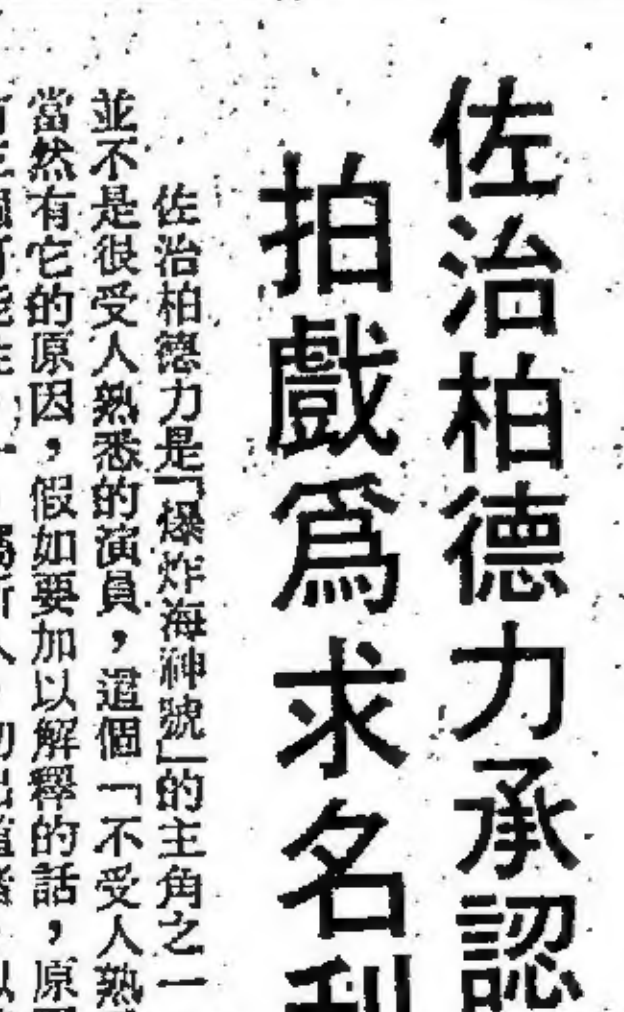 佐治柏德力承認
拍戲爲求名利
佐治柏德力是「爆炸海神號」的主角之一
並不是很受人熟悉的演員，這個「不受人熟
當然有它的原因，假如要加以解釋的話，原